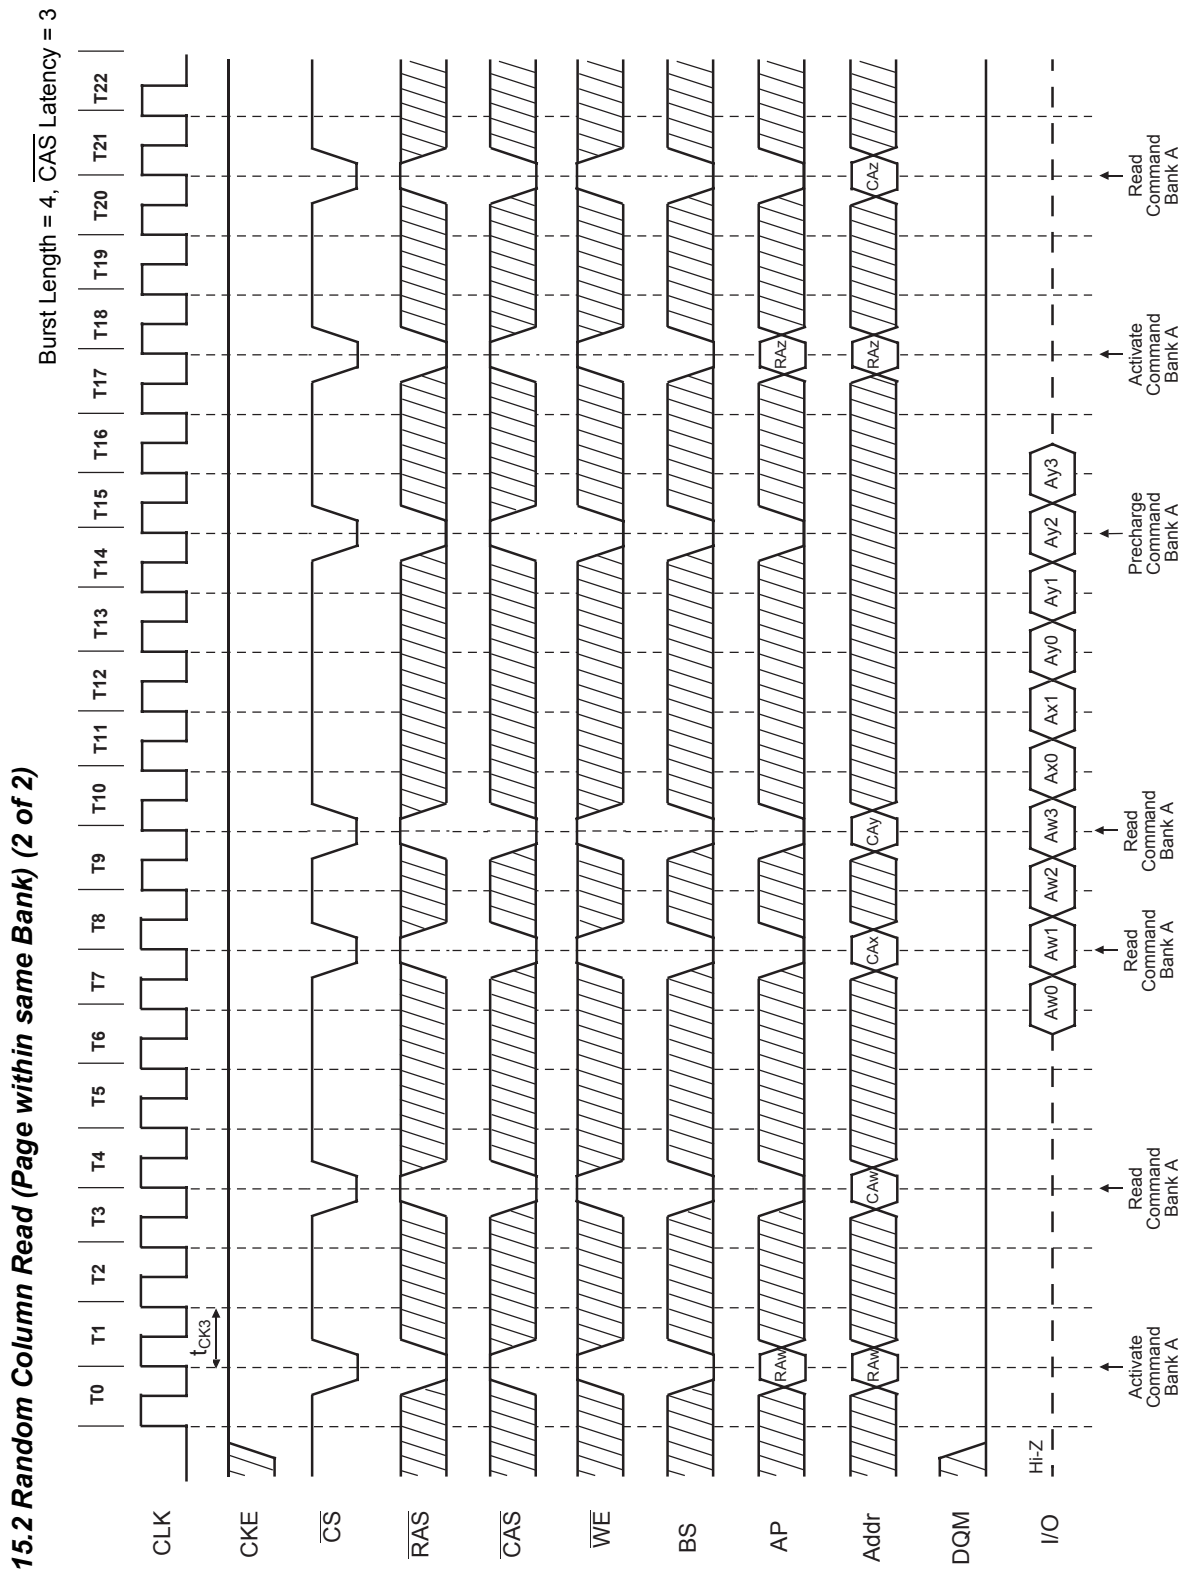 15.2 Random Column Read (Page within same Bank) (2 of 2)
Burst Length = 4, CAS Latency = 3
T0 T1 T2 T3 T4 T5 T6 T7 T8 T9 T10 T11 T12 T13 T14 T15 T16 T17 T18 T19 T20 T21 T22
CLK
tCK3
CKE
CS
RAS
CAS
WE
BS
AP
RAw RAz
Addr
RAw CAw CAx CAy RAz CAz
DQM
I/O
Hi-Z
Aw0 Aw1 Aw2 Aw3 Ax0 Ax1 Ay0 Ay1 Ay2 Ay3
Activate
Command
Bank A
Read
Command
Bank A
Read
Command
Bank A
Read
Command
Bank A
Precharge
Command
Bank A
Activate
Command
Bank A
Read
Command
Bank A